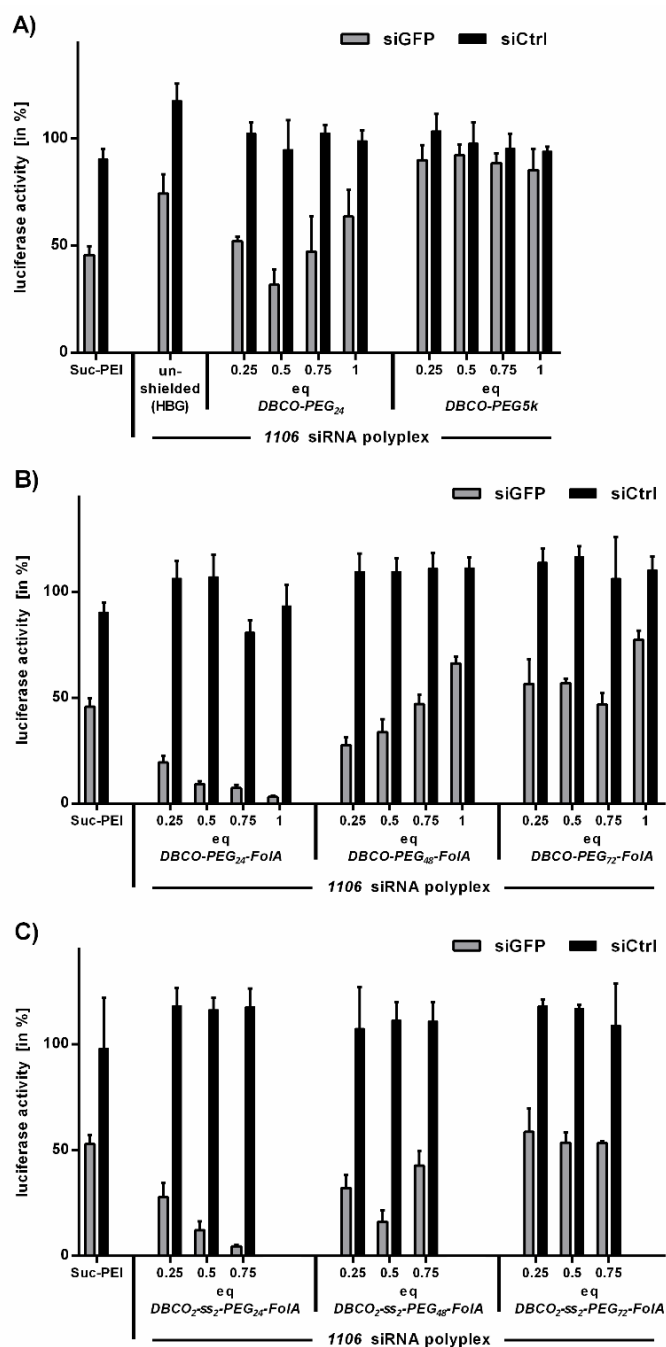 A)
siGFP siCtrl
luciferase activity [in %]
100
50
0
Suc-PEI
un-
shielded
(HBG)
0.25 0.5 0.75 1
eq
DBCO-PEG24
0.25 0.5 0.75 1
eq
DBCO-PEG5k
1106 siRNA polyplex
B)
siGFP siCtrl
luciferase activity [in %]
100
50
0
Suc-PEI
0.25 0.5 0.75 1
eq
DBCO-PEG24-FolA
0.25 0.5 0.75 1
eq
DBCO-PEG48-FolA
0.25 0.5 0.75 1
eq
DBCO-PEG72-FolA
1106 siRNA polyplex
C)
siGFP siCtrl
luciferase activity [in %]
100
50
0
Suc-PEI
0.25 0.5 0.75
eq
DBCO2-ss2-PEG24-FolA
0.25 0.5 0.75
eq
DBCO2-ss2-PEG48-FolA
0.25 0.5 0.75
eq
DBCO2-ss2-PEG72-FolA
1106 siRNA polyplex